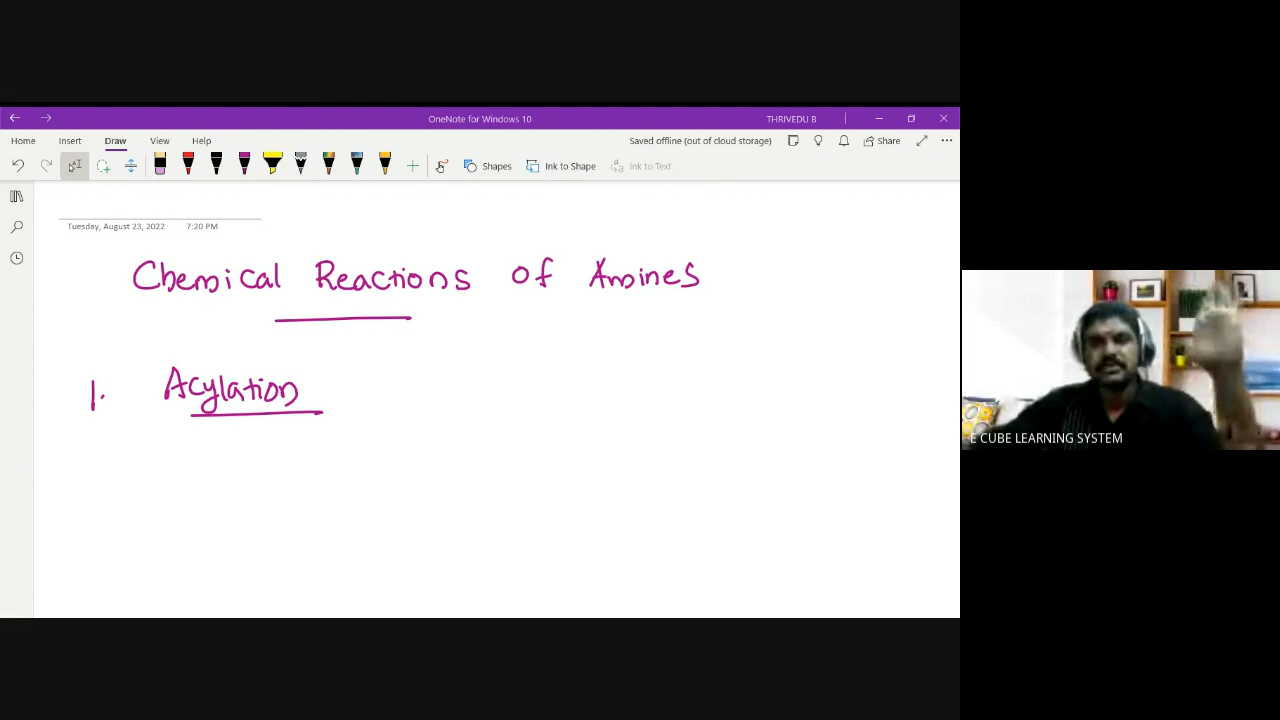 OneNote for Windows 10
THRIVEDU B
Home Insert Draw View Help
Saved offline (out of cloud storage)
Share
Shapes
Ink to Shape
Ink to Text
Tuesday, August 23, 2022 7:20 PM
Chemical Reactions of Amines
1. Acylation
E CUBE LEARNING SYSTEM